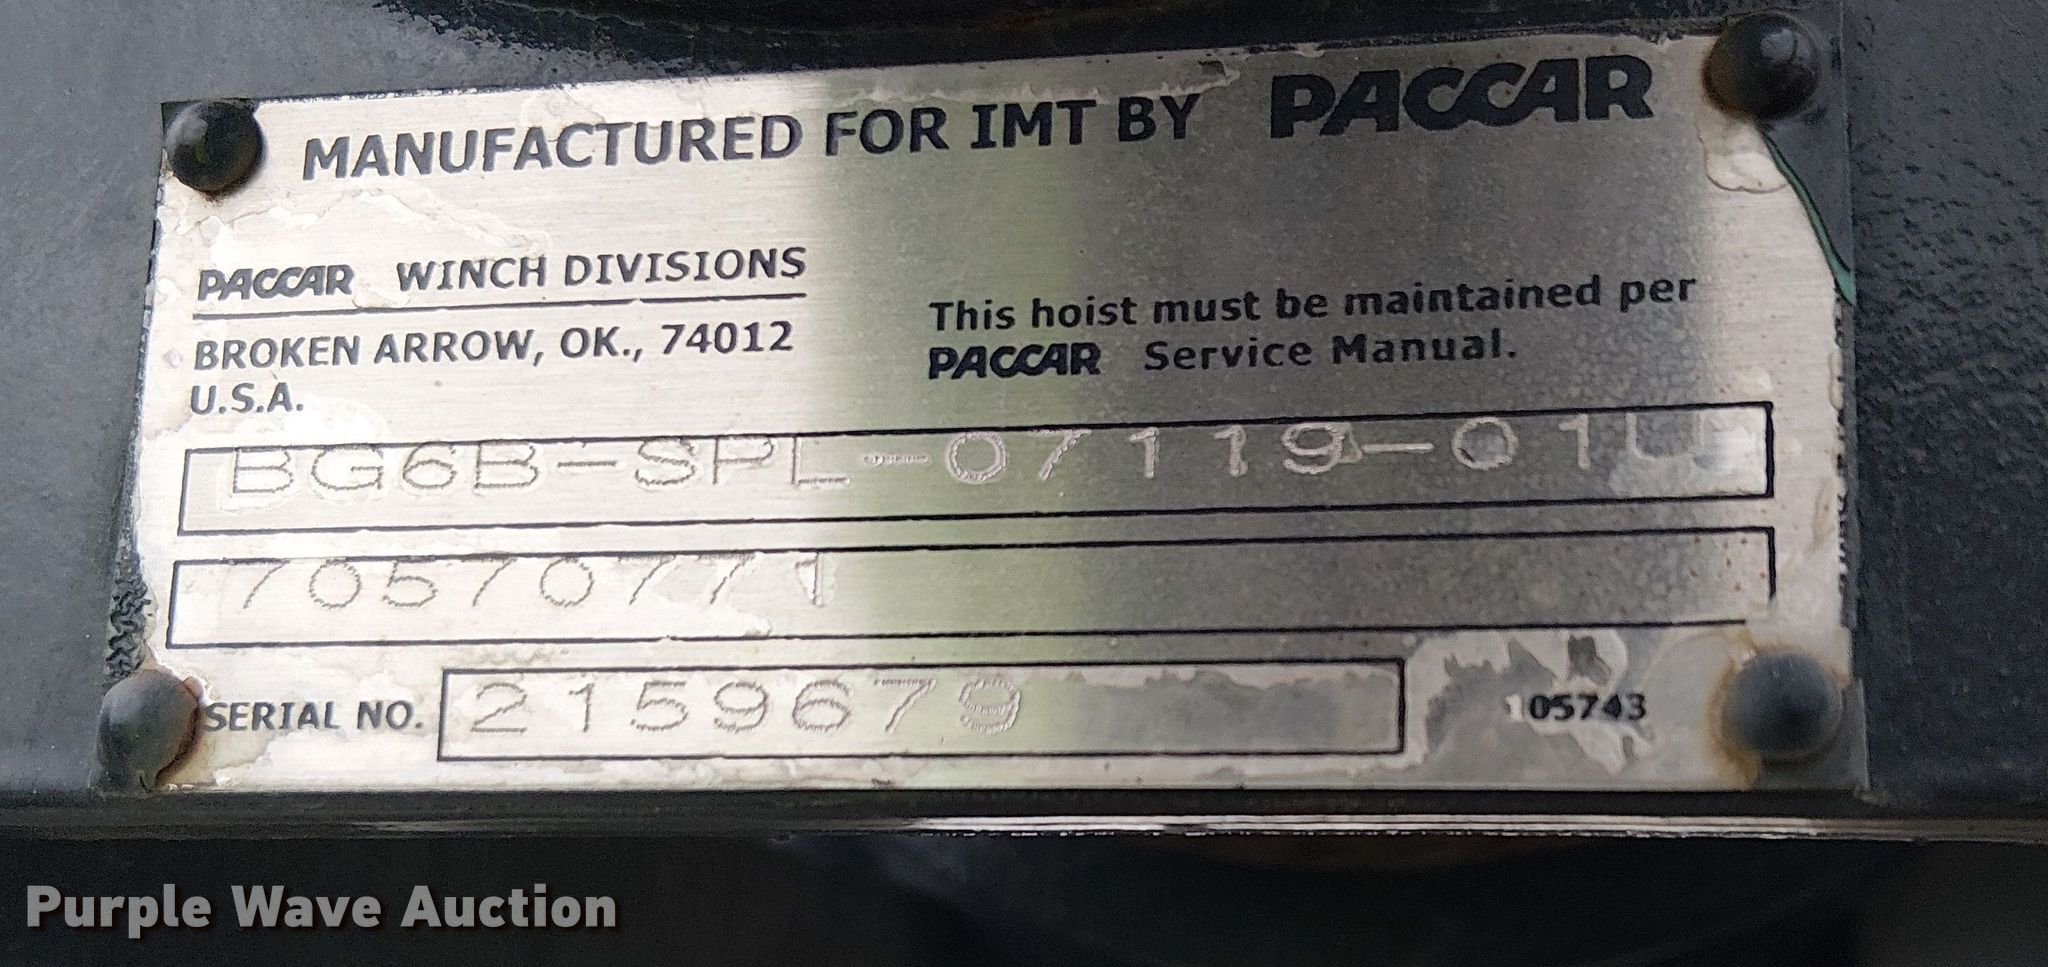 MANUFACTURED FOR IMT BY PACCAR
PACCAR WINCH DIVISIONS
BROKEN ARROW, OK., 74012
U.S.A.
This hoist must be maintained per
PACCAR Service Manual.
BG6B-SPL-07119-01U
70570771
SERIAL NO. 2159679
105743
Purple Wave Auction